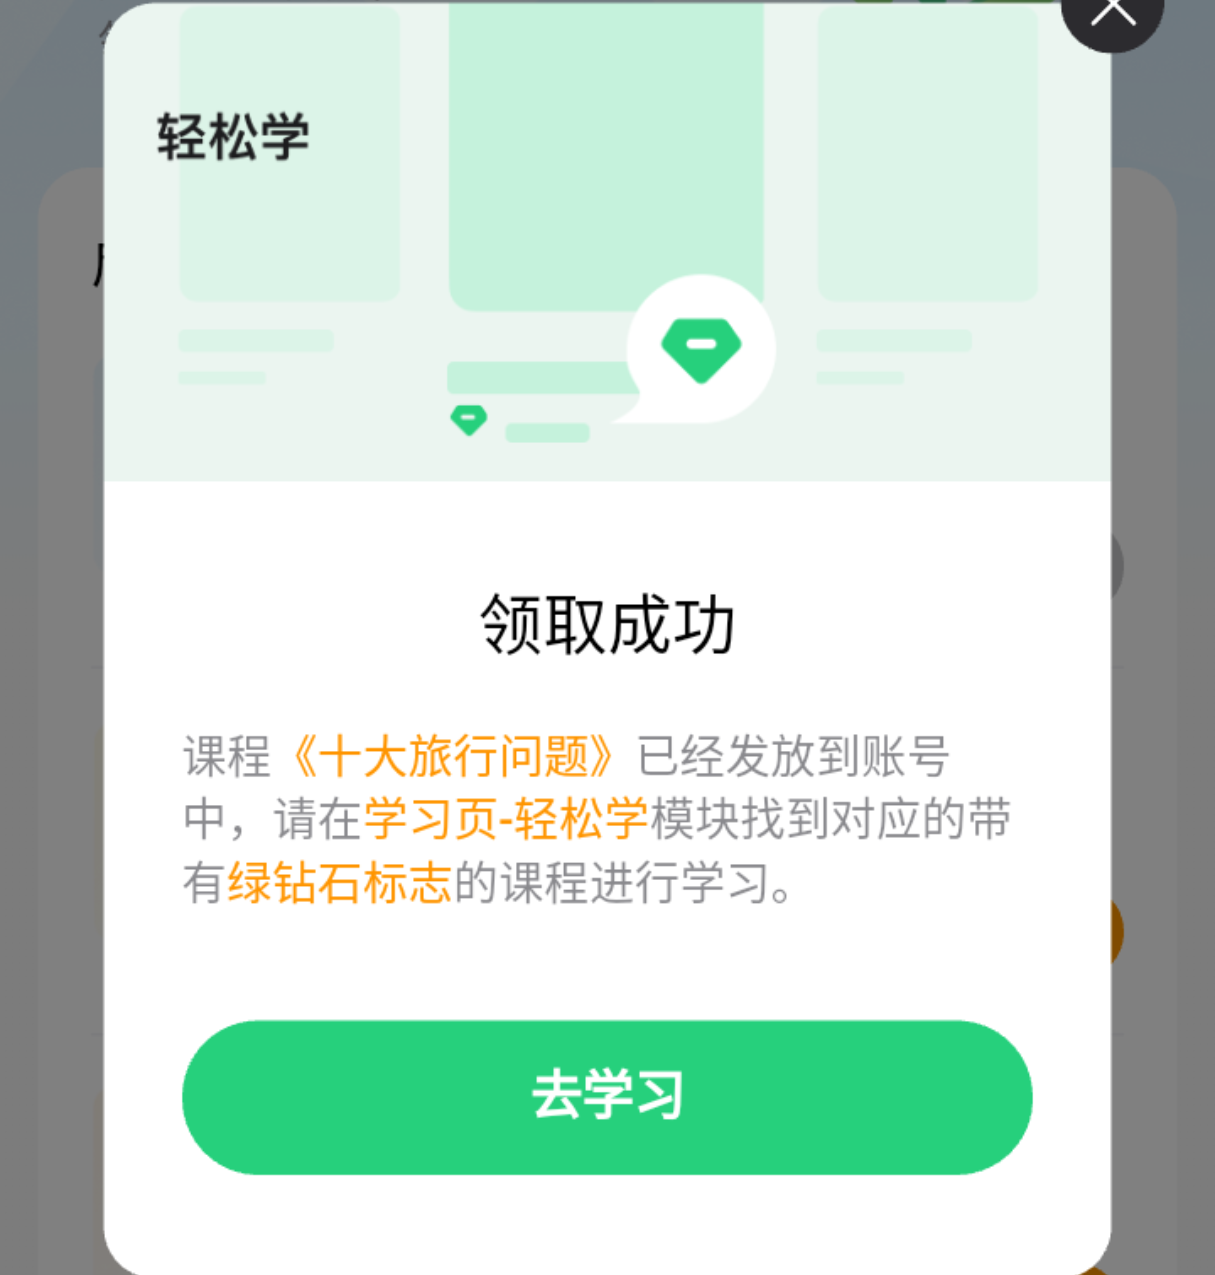 轻松学
领取成功
课程《十大旅行问题》已经发放到账号
中，请在学习页-轻松学模块找到对应的带
有绿钻石标志的课程进行学习。
去学习